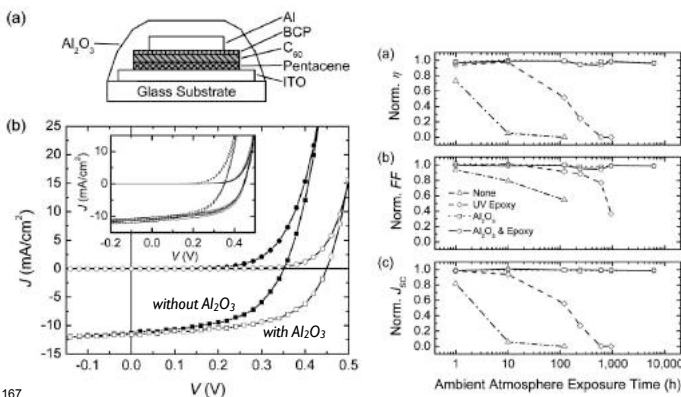 (a)
Al
BCP
C60
Pentacene
ITO
Al2O3
Glass Substrate
(b)
25
20
15
10
5
0
-5
-10
-15
J (mA/cm²)
10
0
-10
J (mA/cm²)
-0.2 0.0 0.2 0.4
V (V)
without Al2O3
with Al2O3
-0.1 0.0 0.1 0.2 0.3 0.4 0.5
V (V)
(a)
1.0
0.8
0.6
0.4
0.2
0.0
Norm. η
(b)
1.0
0.8
0.6
0.4
0.2
0.0
Norm. FF
None
UV Epoxy
Al2O3
Al2O3 & Epoxy
(c)
1.0
0.8
0.6
0.4
0.2
0.0
Norm. JSC
1 10 100 1,000 10,000
Ambient Atmosphere Exposure Time (h)
167